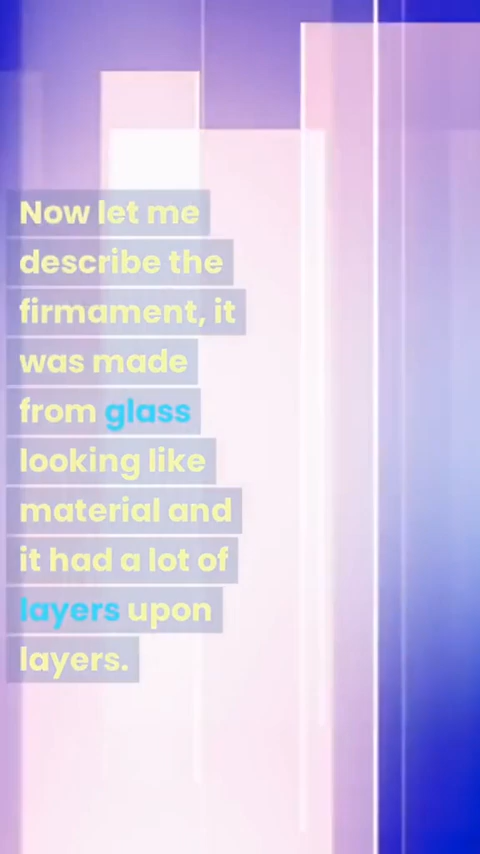 Now let me
describe the
firmament, it
was made
from glass
looking like
material and
it had a lot of
layers upon
layers.